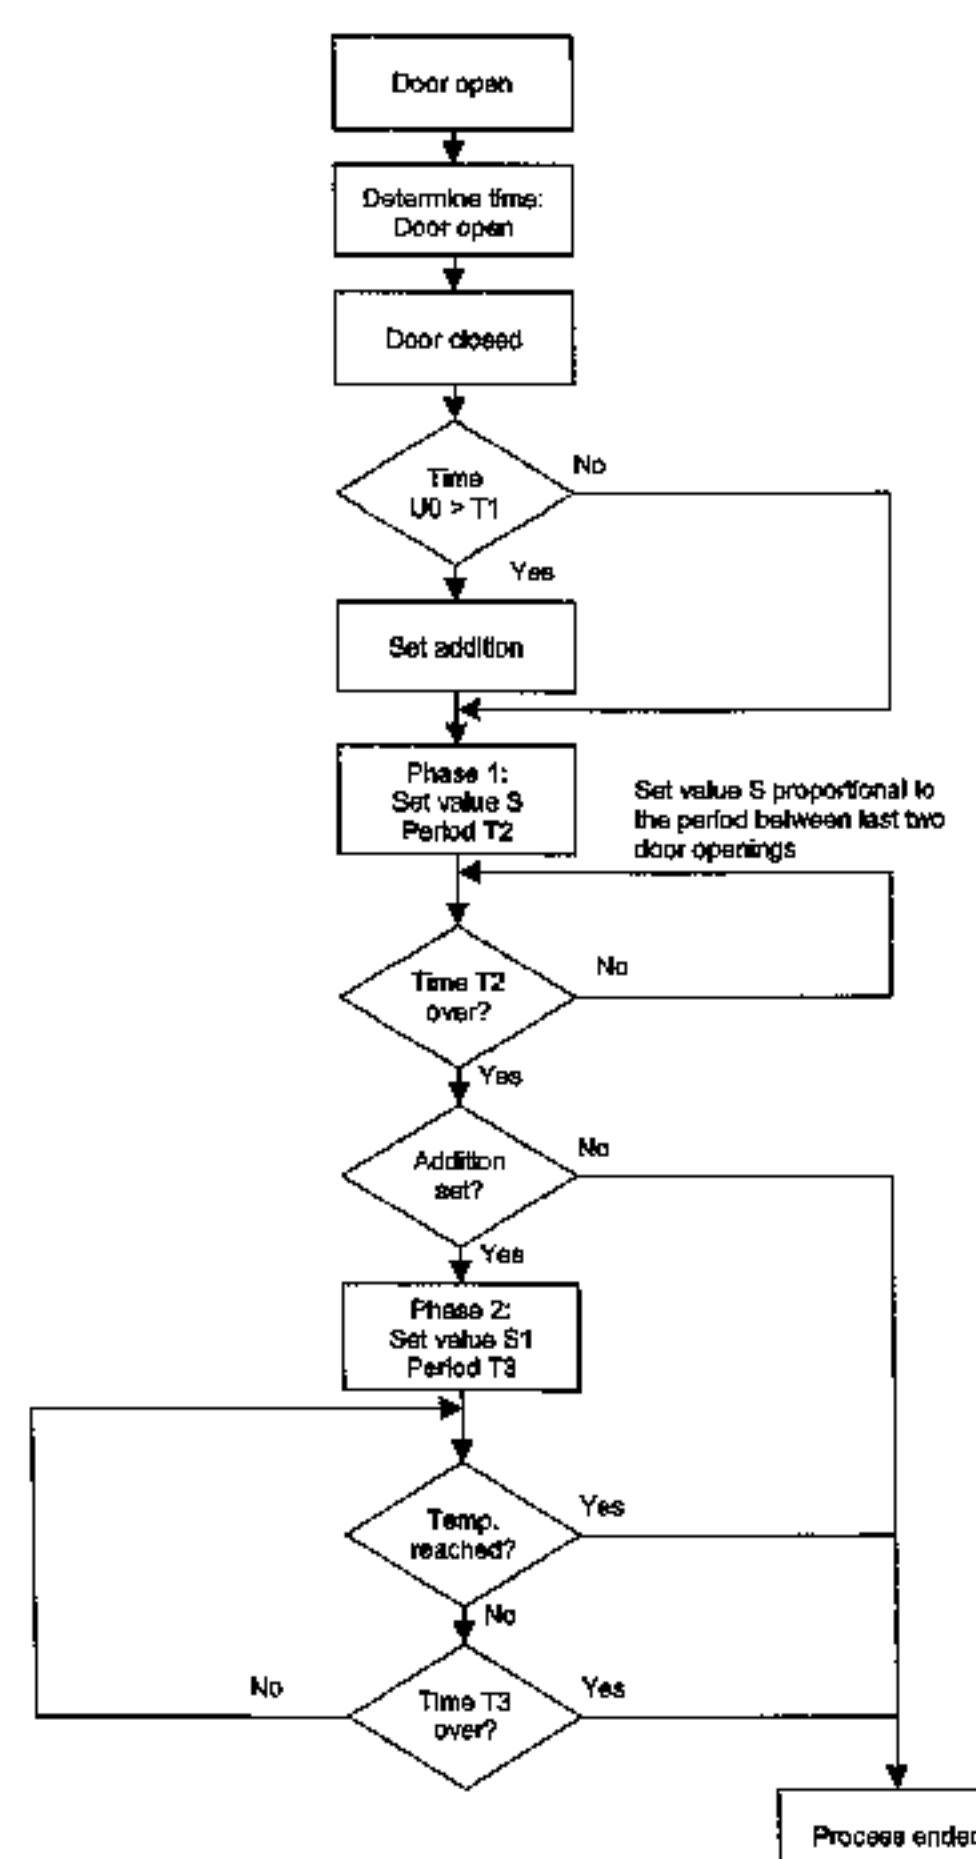 Door open
Determine time:
Door open
Door closed
Time
U0 > T1
No
Yes
Set addition
Phase 1:
Set value S
Period T2
Set value S proportional to
the period between last two
door openings
Time T2
over?
No
Yes
Addition
set?
No
Yes
Phase 2:
Set value S1
Period T3
Temp.
reached?
Yes
No
No
Time T3
over?
Yes
Process ended